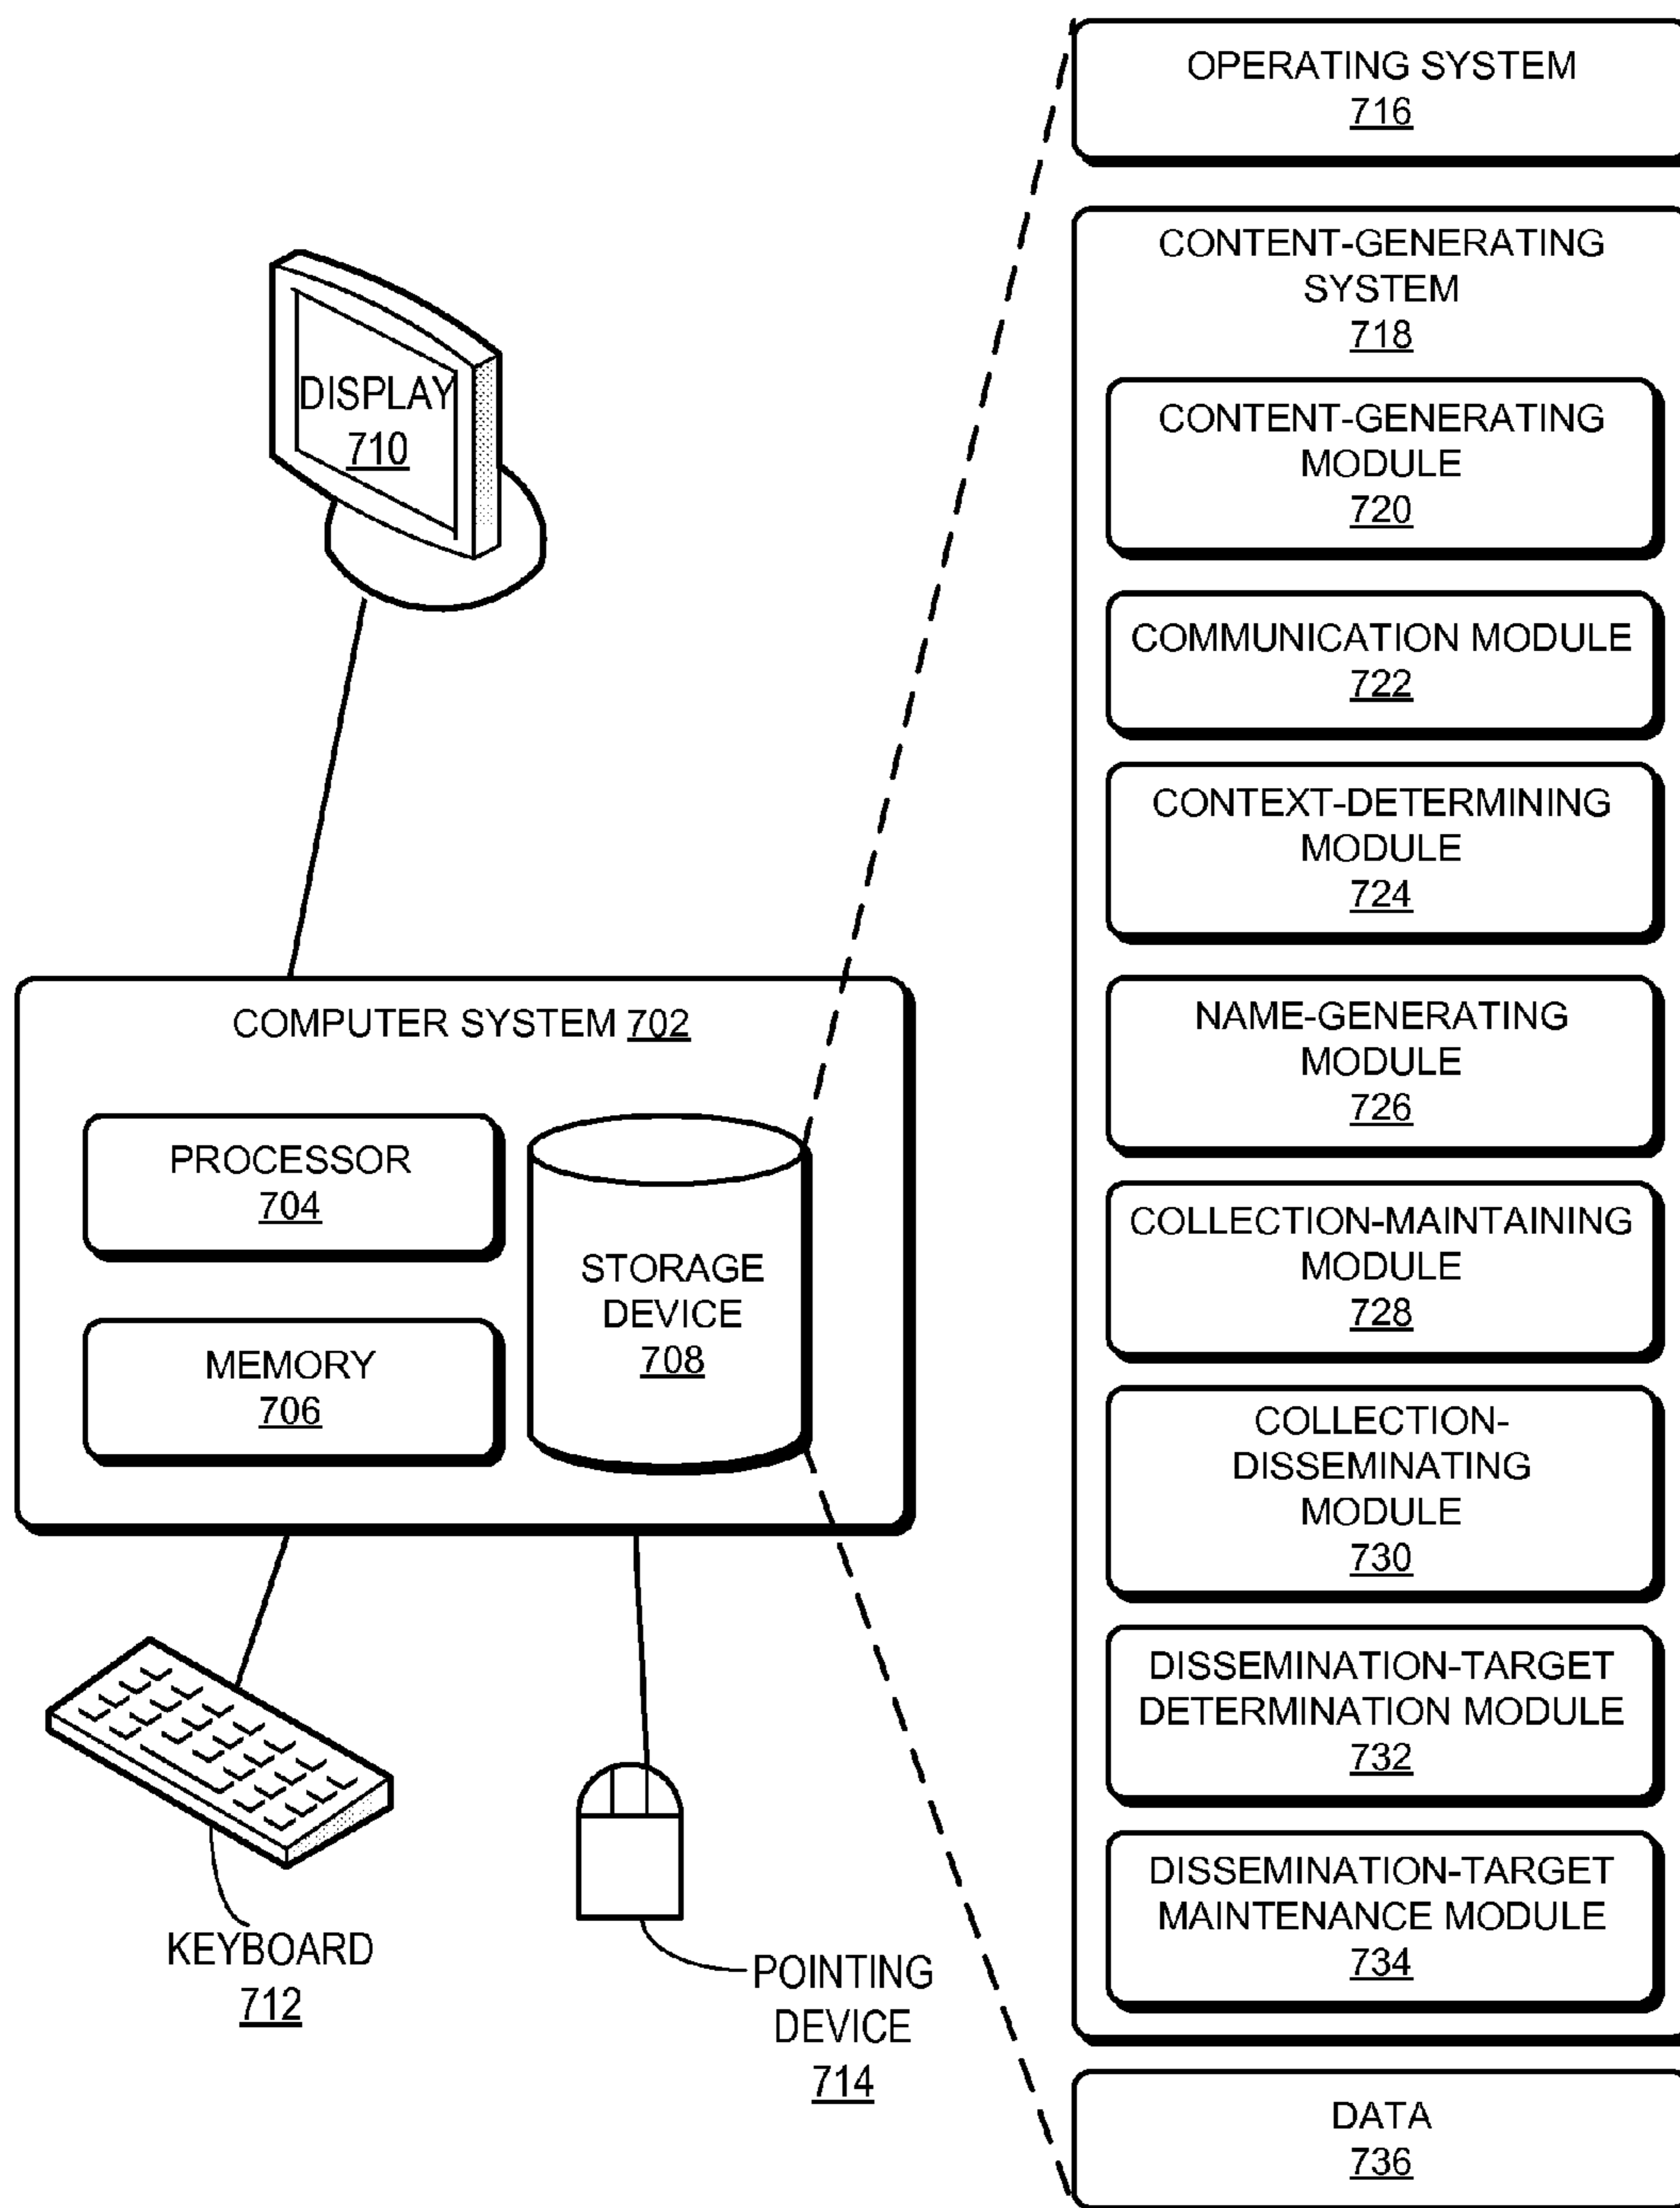 DISPLAY
710
COMPUTER SYSTEM 702
PROCESSOR
704
MEMORY
706
STORAGE
DEVICE
708
KEYBOARD
712
POINTING
DEVICE
714
OPERATING SYSTEM
716
CONTENT-GENERATING
SYSTEM
718
CONTENT-GENERATING
MODULE
720
COMMUNICATION MODULE
722
CONTEXT-DETERMINING
MODULE
724
NAME-GENERATING
MODULE
726
COLLECTION-MAINTAINING
MODULE
728
COLLECTION-
DISSEMINATING
MODULE
730
DISSEMINATION-TARGET
DETERMINATION MODULE
732
DISSEMINATION-TARGET
MAINTENANCE MODULE
734
DATA
736